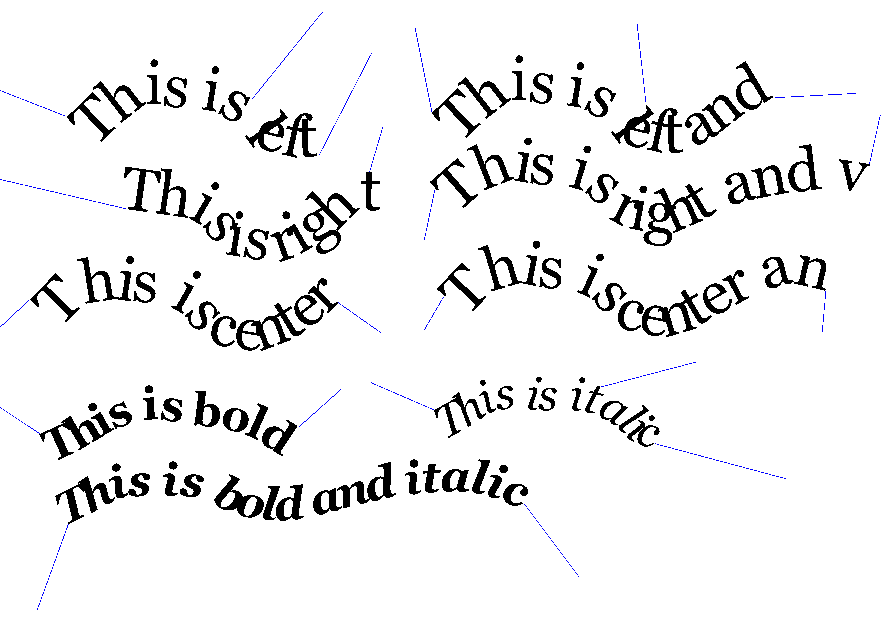 This is left
This is left and
This is right
This is right and v
This is center
This is center an
This is bold
This is italic
This is bold and italic